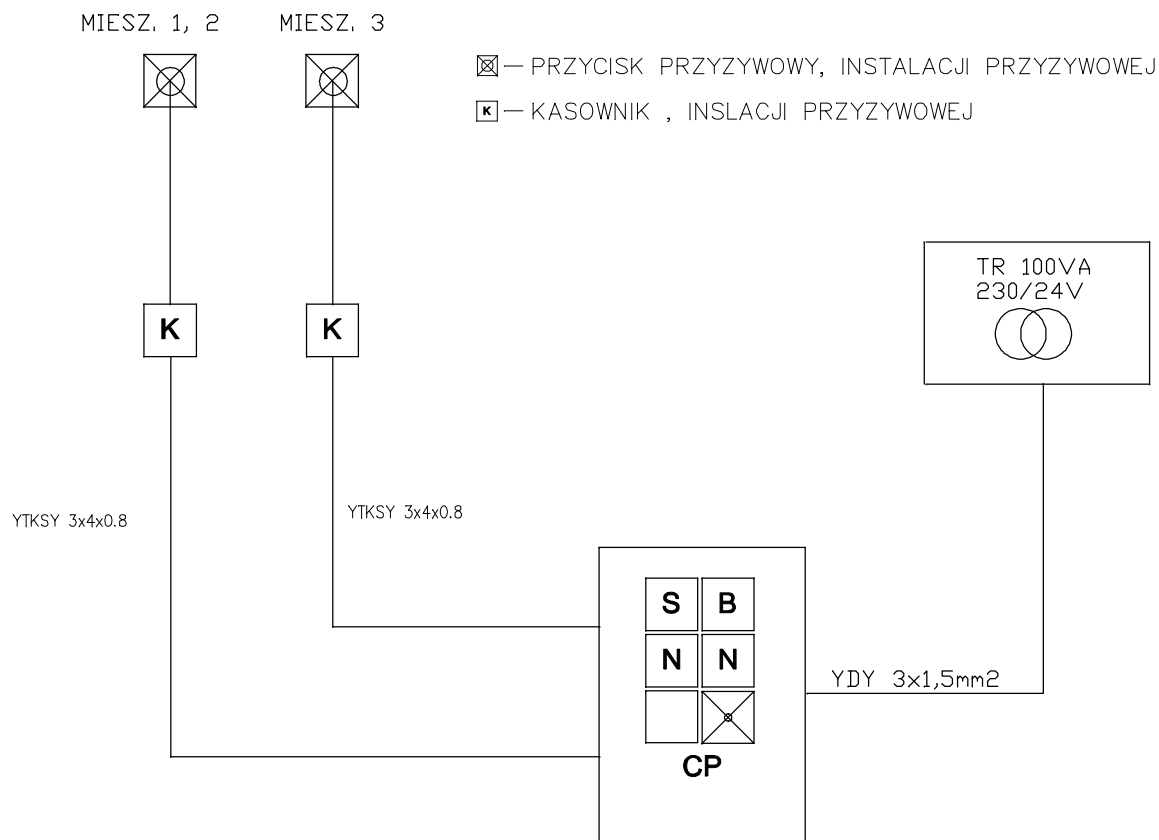 MIESZ. 1, 2
MIESZ. 3
— PRZYCISK PRZYZYWOWY, INSTALACJI PRZYZYWOWEJ
K — KASOWNIK , INSLACJI PRZYZYWOWEJ
TR 100VA
230/24V
K
K
YTKSY 3x4x0.8
YTKSY 3x4x0.8
S B
N N
YDY 3x1,5mm2
CP